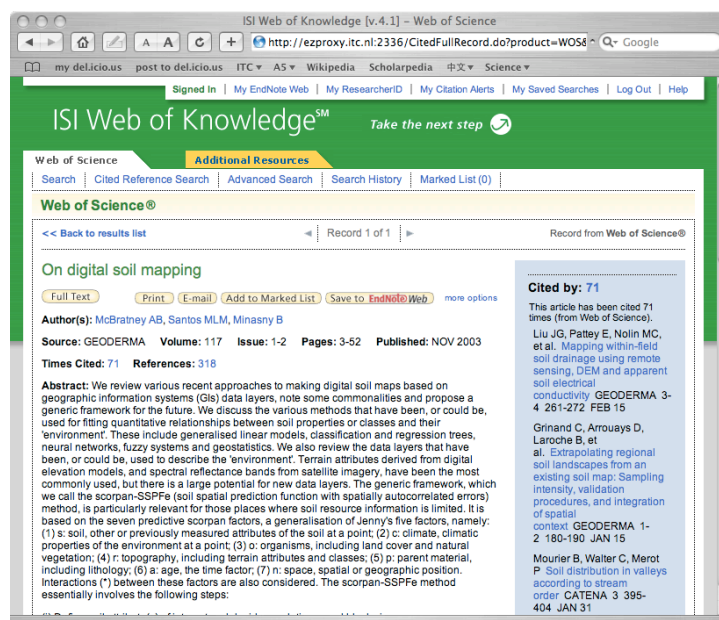 ISI Web of Knowledge [v.4.1] – Web of Science
A A C + http://ezproxy.itc.nl:2336/CitedFullRecord.do?product=WOS& Q- Google
my del.icio.us post to del.icio.us ITC ▾ A5 ▾ Wikipedia Scholarpedia 中文 ▾ Science ▾
Signed In | My EndNote Web | My ResearcherID | My Citation Alerts | My Saved Searches | Log Out | Help
ISI Web of Knowledge℠ Take the next step
Web of Science Additional Resources
Search | Cited Reference Search | Advanced Search | Search History | Marked List (0)
Web of Science®
<< Back to results list Record 1 of 1 Record from Web of Science®
On digital soil mapping
Full Text Print E-mail Add to Marked List Save to EndNote Web more options
Author(s): McBratney AB, Santos MLM, Minasny B
Source: GEODERMA Volume: 117 Issue: 1-2 Pages: 3-52 Published: NOV 2003
Times Cited: 71 References: 318
Abstract: We review various recent approaches to making digital soil maps based on
geographic information systems (GIs) data layers, note some commonalities and propose a
generic framework for the future. We discuss the various methods that have been, or could be,
used for fitting quantitative relationships between soil properties or classes and their
'environment'. These include generalised linear models, classification and regression trees,
neural networks, fuzzy systems and geostatistics. We also review the data layers that have
been, or could be, used to describe the 'environment'. Terrain attributes derived from digital
elevation models, and spectral reflectance bands from satellite imagery, have been the most
commonly used, but there is a large potential for new data layers. The generic framework, which
we call the scorpan-SSPFe (soil spatial prediction function with spatially autocorrelated errors)
method, is particularly relevant for those places where soil resource information is limited. It is
based on the seven predictive scorpan factors, a generalisation of Jenny's five factors, namely:
(1) s: soil, other or previously measured attributes of the soil at a point; (2) c: climate, climatic
properties of the environment at a point; (3) o: organisms, including land cover and natural
vegetation; (4) r: topography, including terrain attributes and classes; (5) p: parent material,
including lithology; (6) a: age, the time factor; (7) n: space, spatial or geographic position.
Interactions (*) between these factors are also considered. The scorpan-SSPFe method
essentially involves the following steps:
Cited by: 71
This article has been cited 71
times (from Web of Science).
Liu JG, Pattey E, Nolin MC,
et al. Mapping within-field
soil drainage using remote
sensing, DEM and apparent
soil electrical
conductivity GEODERMA 3-
4 261-272 FEB 15
Grinand C, Arrouays D,
Laroche B, et
al. Extrapolating regional
soil landscapes from an
existing soil map: Sampling
intensity, validation
procedures, and integration
of spatial
context GEODERMA 1-
2 180-190 JAN 15
Mourier B, Walter C, Merot
P Soil distribution in valleys
according to stream
order CATENA 3 395-
404 JAN 31